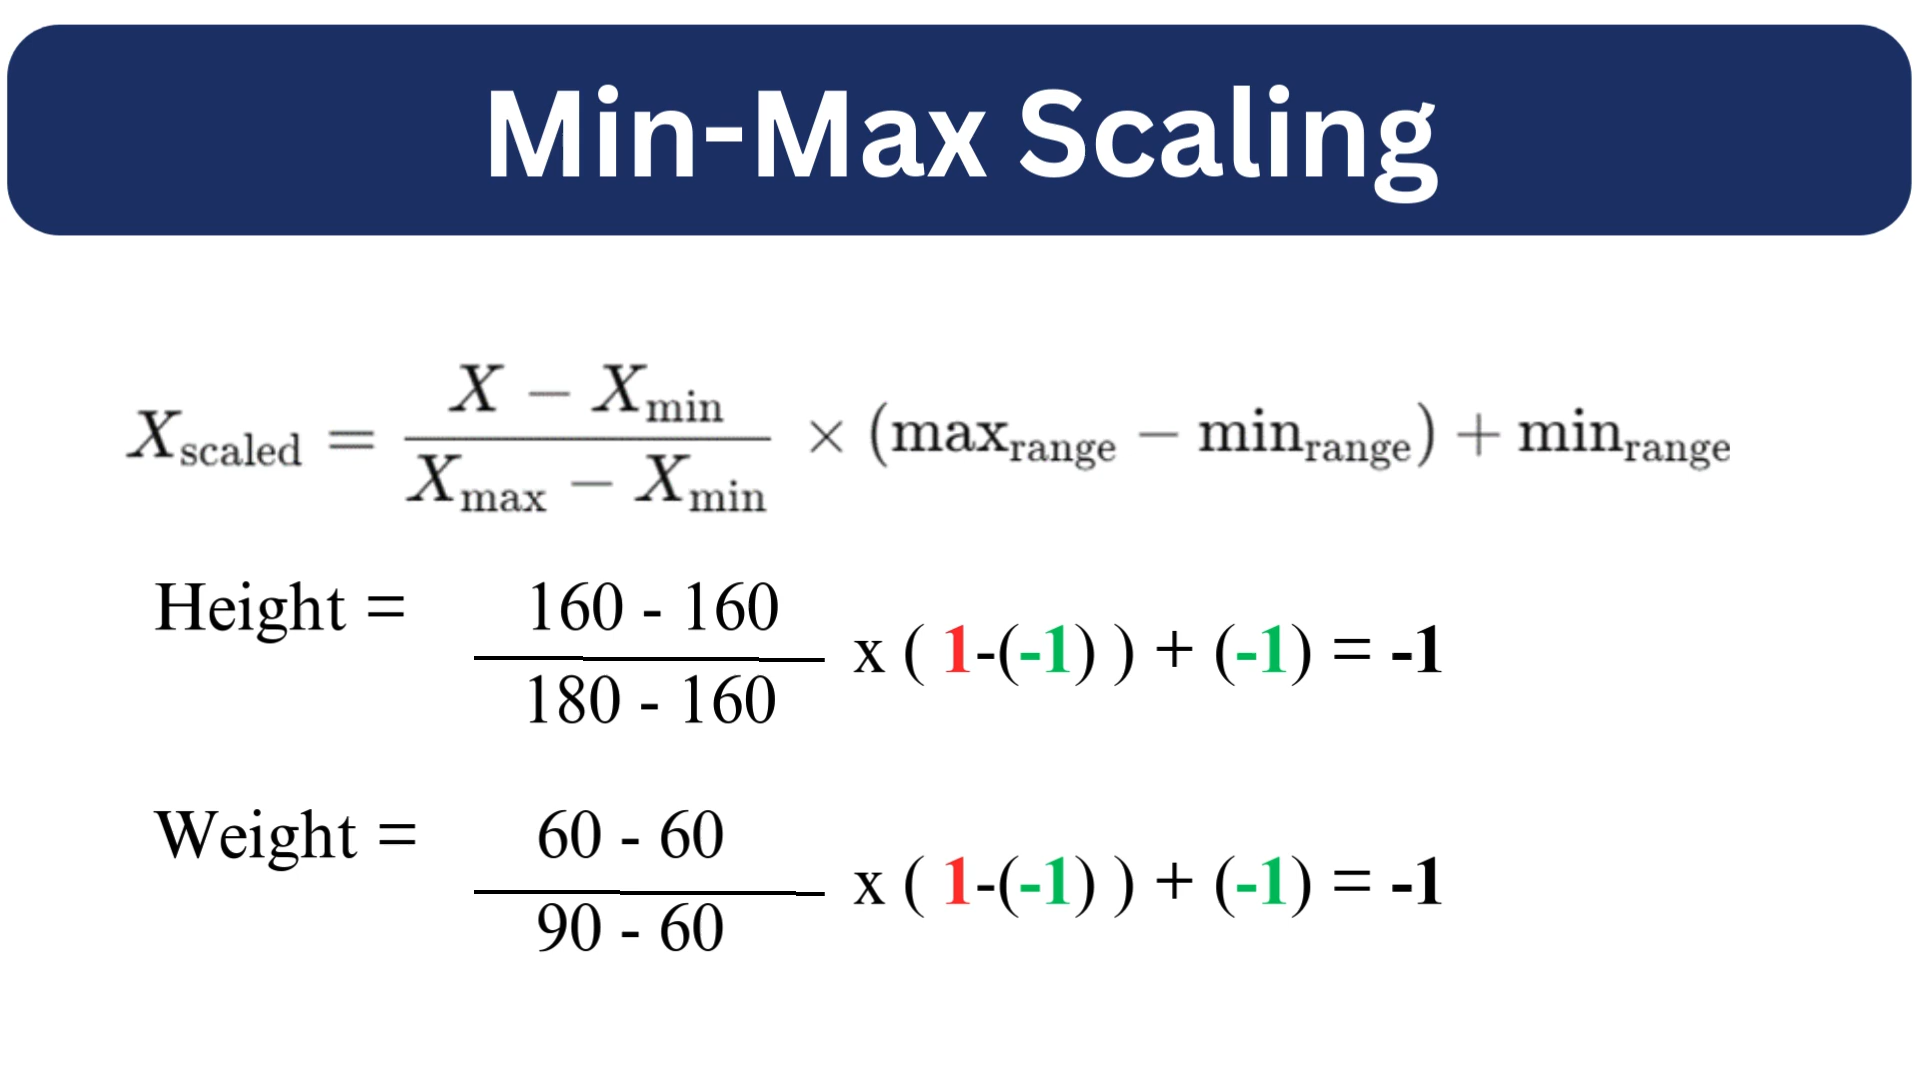 Min-Max Scaling
X_scaled = (X − X_min) / (X_max − X_min) × (max_range − min_range) + min_range
Height = 160 - 160
180 - 160
x ( 1-(-1) ) + (-1) = -1
Weight = 60 - 60
90 - 60
x ( 1-(-1) ) + (-1) = -1